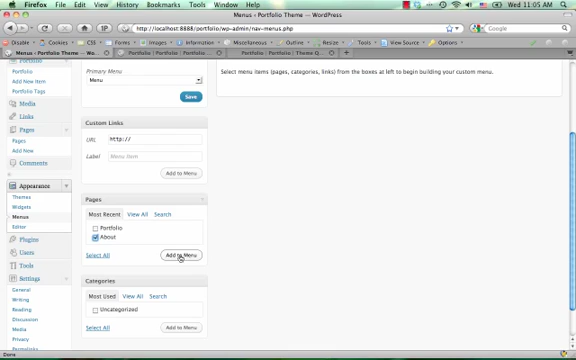 Firefox File Edit View History Bookmarks Tools Window Help Wed 11:05 AM
Menus ‹ Portfolio Theme — WordPress
http://localhost:8888/portfolio/wp-admin/nav-menus.php
Google
Disable Cookies CSS Forms Images Information Miscellaneous Outline Resize Tools View Source Options
Menus ‹ Portfolio Theme — Wo...
Portfolio
Portfolio
Add New Item
Portfolio Tags
Media
Links
Pages
Pages
Add New
Comments
Appearance
Themes
Widgets
Menus
Editor
Plugins
Users
Tools
Settings
General
Writing
Reading
Discussion
Media
Privacy
Permalinks
Primary Menu
Menu
Save
Custom Links
URL http://
Label Menu Item
Add to Menu
Pages
Most Recent View All Search
Portfolio
About
Select All Add to Menu
Categories
Most Used View All Search
Uncategorized
Select All Add to Menu
Select menu items (pages, categories, links) from the boxes at left to begin building your custom menu.
Done